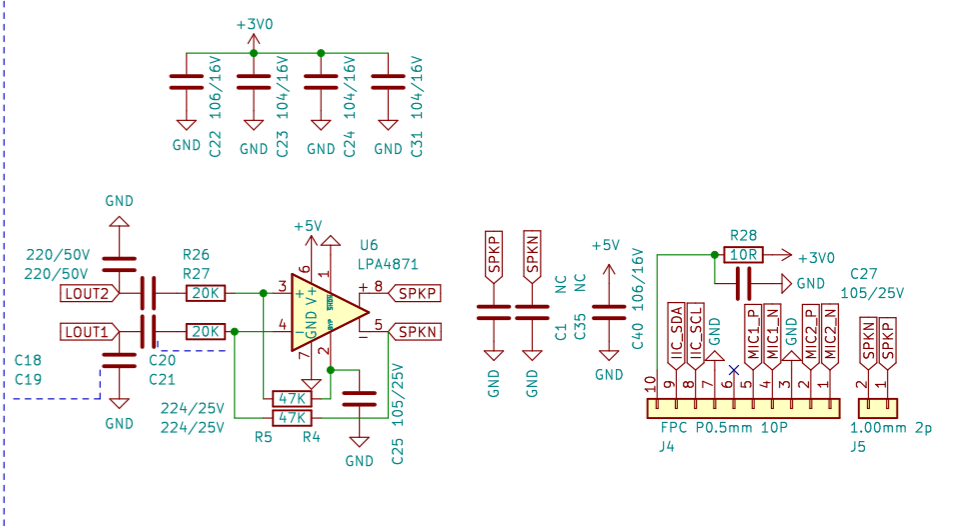 +3V0
C22 106/16V
C23 104/16V
C24 104/16V
C31 104/16V
GND
GND
GND
GND
GND
220/50V
220/50V
R26
R27
+5V
U6
LPA4871
LOUT2
20K
3
+
6
V+
1
SHDN
+
8
SPKP
LOUT1
20K
4
-
GND
BYP
7
2
5
-
SPKN
C18
C19
C20
C21
GND
224/25V
224/25V
47K
47K
R5
R4
C25 105/25V
GND
SPKP
SPKN
C1 NC
C35 NC
GND
GND
+5V
C40 106/16V
GND
R28
10R
+3V0
GND
C27
105/25V
IIC_SDA
IIC_SCL
GND
MIC1_P
MIC1_N
GND
MIC2_P
MIC2_N
10
9
8
7
6
5
4
3
2
1
FPC P0.5mm 10P
J4
SPKN
SPKP
2
1
1.00mm 2p
J5